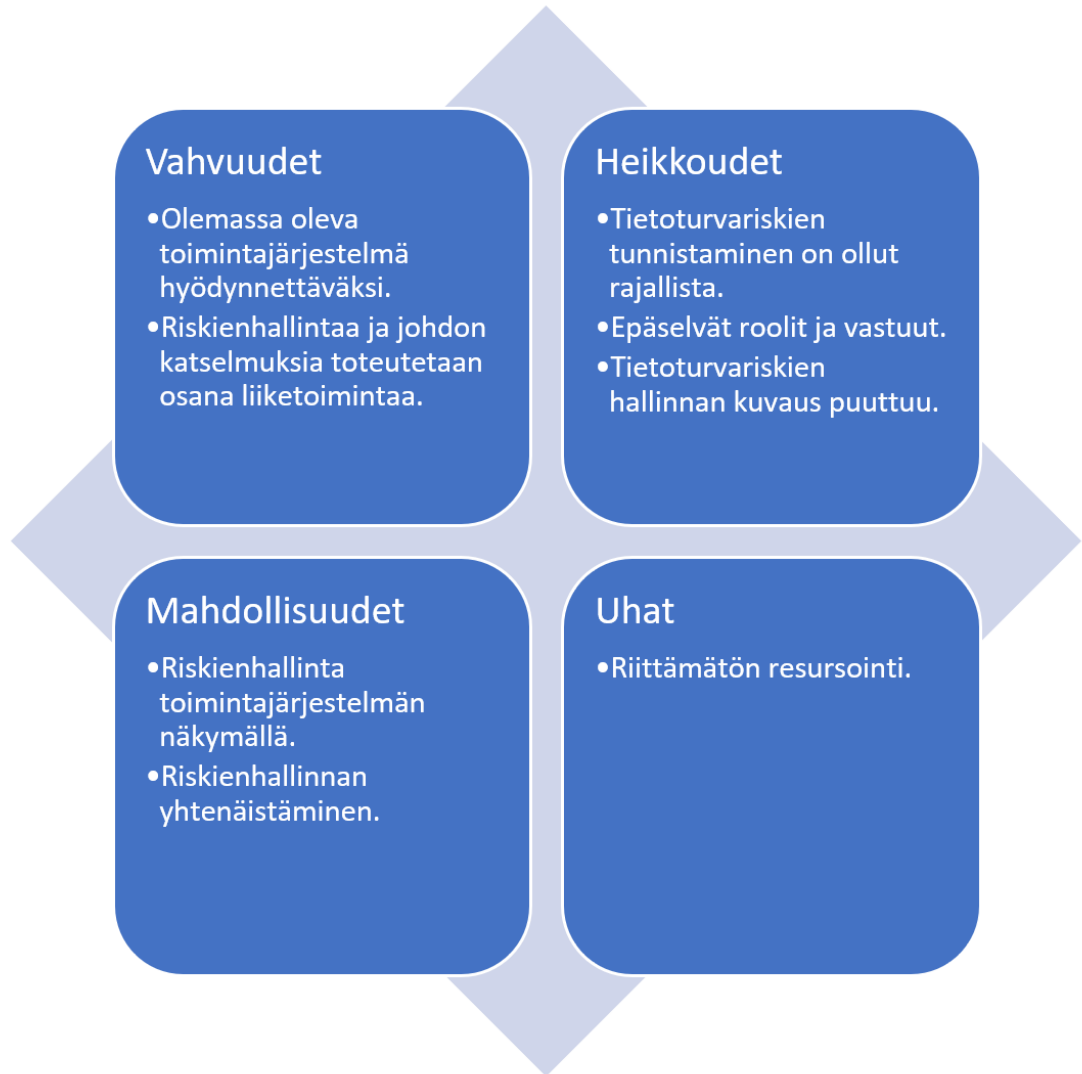 Vahvuudet
•Olemassa oleva
toimintajärjestelmä
hyödynnettäväksi.
•Riskienhallintaa ja johdon
katselmuksia toteutetaan
osana liiketoimintaa.
Heikkoudet
•Tietoturvariskien
tunnistaminen on ollut
rajallista.
•Epäselvät roolit ja vastuut.
•Tietoturvariskien
hallinnan kuvaus puuttuu.
Mahdollisuudet
•Riskienhallinta
toimintajärjestelmän
näkymällä.
•Riskienhallinnan
yhtenäistäminen.
Uhat
•Riittämätön resursointi.